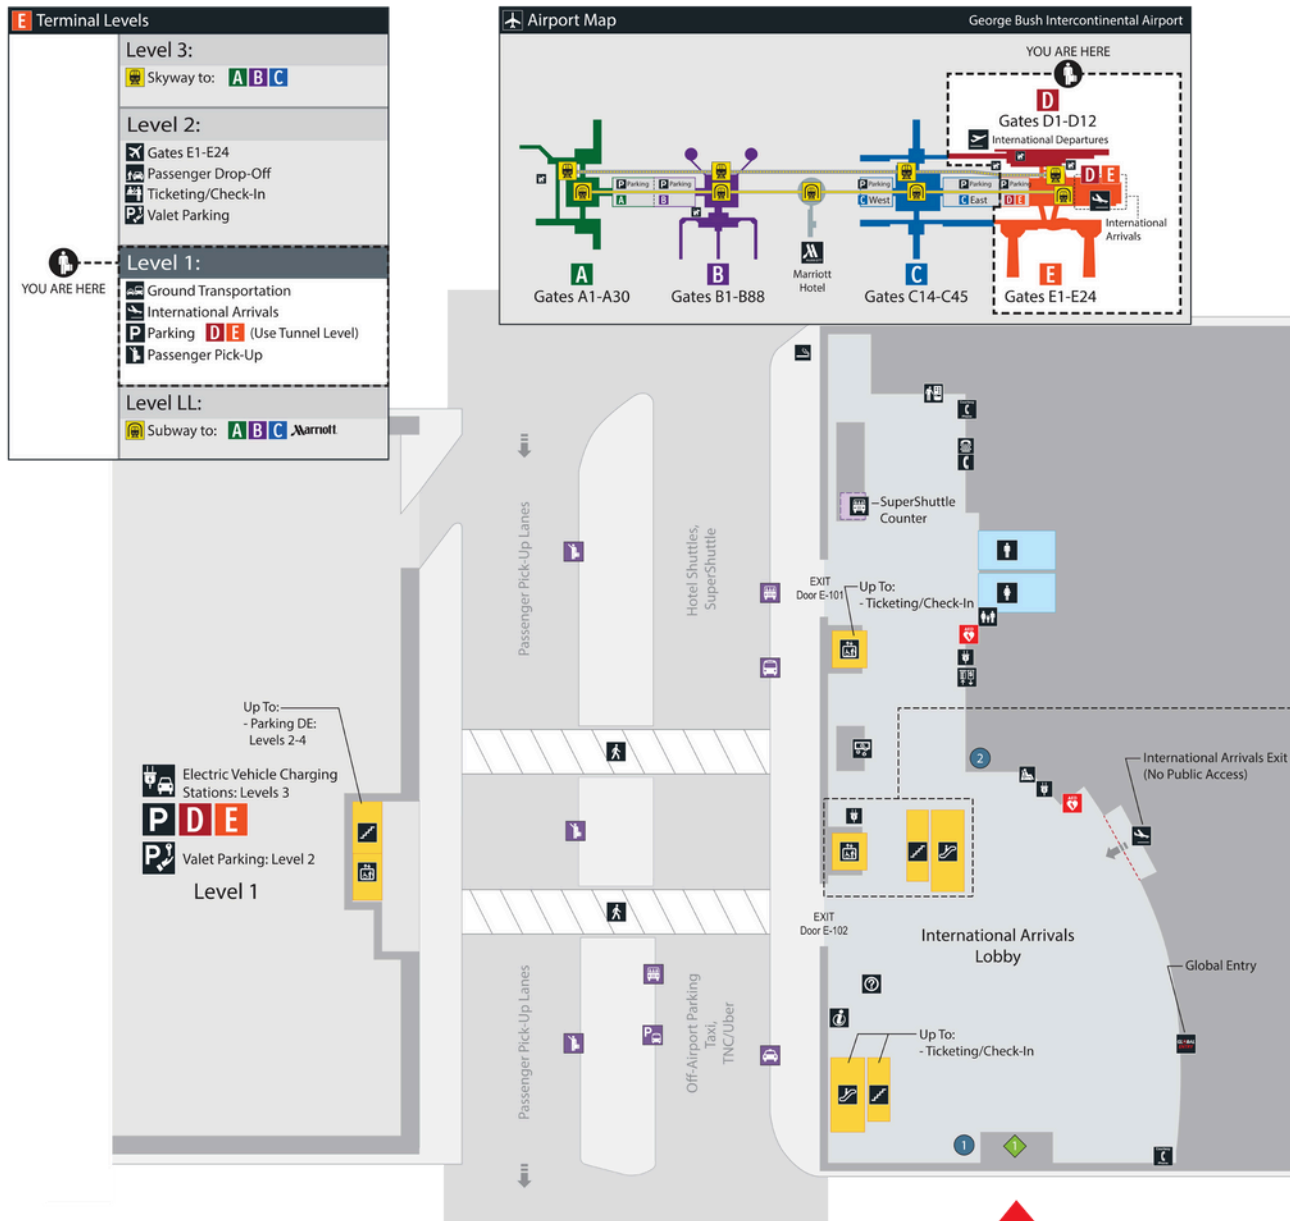 E Terminal Levels
Level 3:
Skyway to: A B C
Level 2:
Gates E1-E24
Passenger Drop-Off
Ticketing/Check-In
Valet Parking
Level 1:
YOU ARE HERE
Ground Transportation
International Arrivals
P Parking D E (Use Tunnel Level)
Passenger Pick-Up
Level LL:
Subway to: A B C Marriott
Airport Map
George Bush Intercontinental Airport
YOU ARE HERE
D
Gates D1-D12
International Departures
P Parking A
P Parking B
P Parking C West
P Parking C East
P Parking D E
D E
International
Arrivals
A
Gates A1-A30
B
Gates B1-B88
Marriott
Hotel
C
Gates C14-C45
E
Gates E1-E24
Passenger Pick-Up Lanes
Hotel Shuttles,
SuperShuttle
SuperShuttle
Counter
EXIT
Door E-101
Up To:
- Ticketing/Check-In
Up To:
- Parking DE:
Levels 2-4
Electric Vehicle Charging
Stations: Levels 3
P D E
P Valet Parking: Level 2
Level 1
2
International Arrivals Exit
(No Public Access)
EXIT
Door E-102
International Arrivals
Lobby
Global Entry
Passenger Pick-Up Lanes
Off-Airport Parking
Taxi,
TNC/Uber
P
?
i
Up To:
- Ticketing/Check-In
GLOBAL
ENTRY
1
1